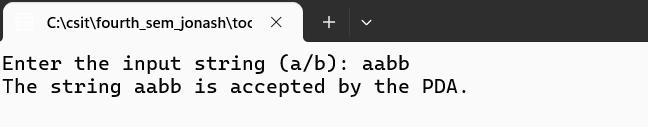 C:\csit\fourth_sem_jonash\toc
Enter the input string (a/b): aabb
The string aabb is accepted by the PDA.